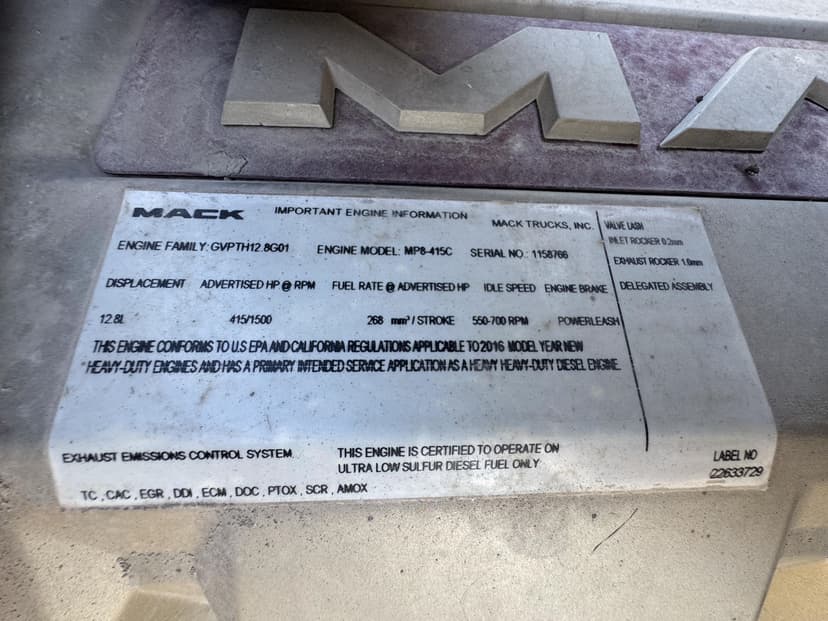 MA
MACK IMPORTANT ENGINE INFORMATION MACK TRUCKS, INC.
ENGINE FAMILY: GVPTH12.8G01 ENGINE MODEL: MP8-415C SERIAL NO.: 1158766
DISPLACEMENT ADVERTISED HP @ RPM FUEL RATE @ ADVERTISED HP IDLE SPEED ENGINE BRAKE
12.8L 415/1500 268 mm³ / STROKE 550-700 RPM POWERLEASH
THIS ENGINE CONFORMS TO U.S EPA AND CALIFORNIA REGULATIONS APPLICABLE TO 2016 MODEL YEAR NEW
HEAVY-DUTY ENGINES AND HAS A PRIMARY INTENDED SERVICE APPLICATION AS A HEAVY HEAVY-DUTY DIESEL ENGINE.
VALVE LASH
INLET ROCKER 0.2mm
EXHAUST ROCKER 1.0mm
DELEGATED ASSEMBLY
EXHAUST EMISSIONS CONTROL SYSTEM
TC , CAC , EGR , DDI , ECM , DOC , PTOX , SCR , AMOX
THIS ENGINE IS CERTIFIED TO OPERATE ON
ULTRA LOW SULFUR DIESEL FUEL ONLY
LABEL NO
22633729